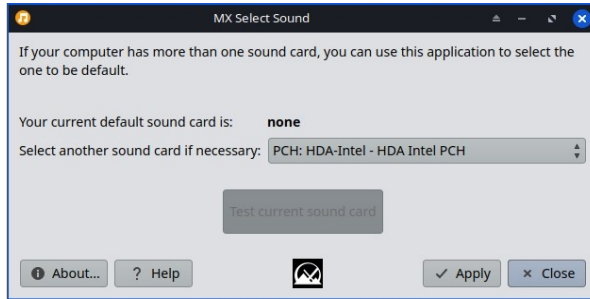 MX Select Sound
If your computer has more than one sound card, you can use this application to select the
one to be default.
Your current default sound card is: none
Select another sound card if necessary: PCH: HDA-Intel - HDA Intel PCH
Test current sound card
About... ? Help Apply Close